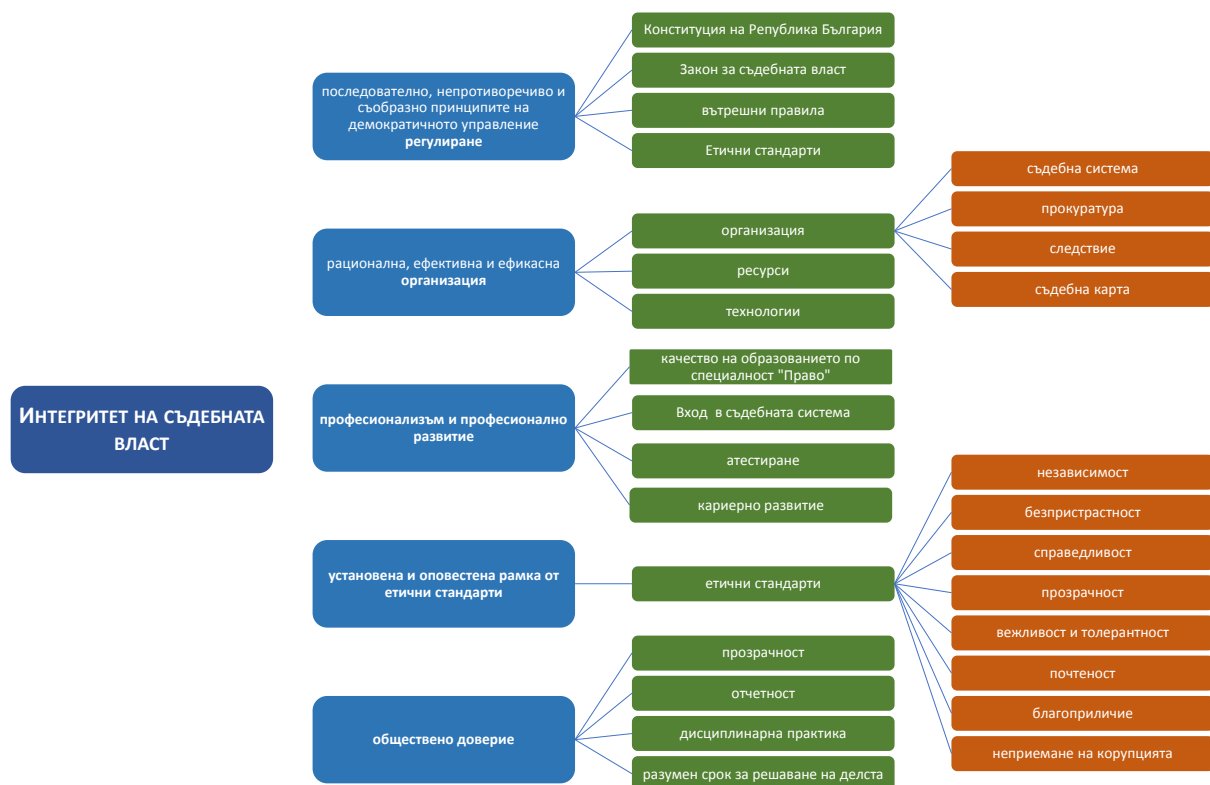 ИНТЕГРИТЕТ НА СЪДЕБНАТА
ВЛАСТ
последователно, непротиворечиво и
съобразно принципите на
демократичното управление
регулиране
Конституция на Република България
Закон за съдебната власт
вътрешни правила
Етични стандарти
рационална, ефективна и ефикасна
организация
организация
съдебна система
прокуратура
следствие
съдебна карта
ресурси
технологии
професионализъм и професионално
развитие
качество на образованието по
специалност "Право"
Вход в съдебната система
атестиране
кариерно развитие
установена и оповестена рамка от
етични стандарти
етични стандарти
независимост
безпристрастност
справедливост
прозрачност
вежливост и толерантност
почтеност
благоприличие
неприемане на корупцията
обществено доверие
прозрачност
отчетност
дисциплинарна практика
разумен срок за решаване на делста